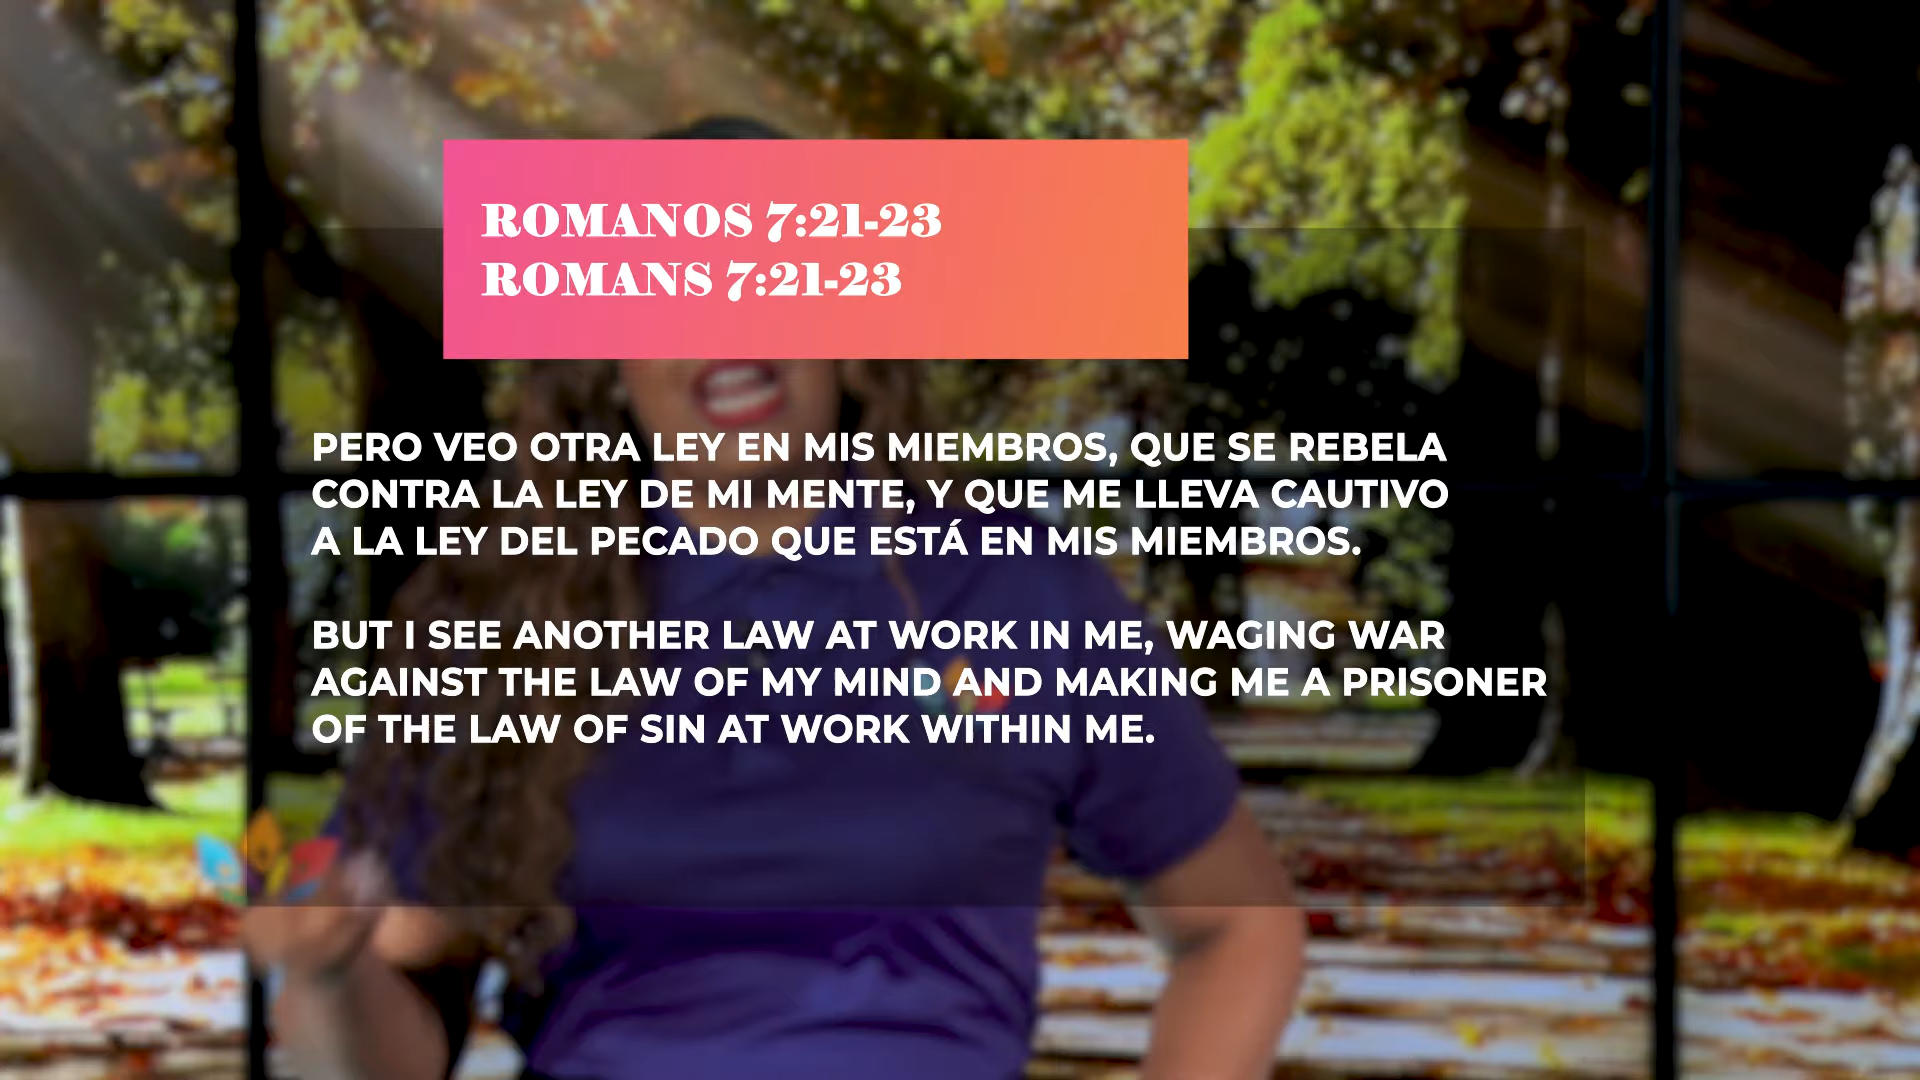 ROMANOS 7:21-23
ROMANS 7:21-23
PERO VEO OTRA LEY EN MIS MIEMBROS, QUE SE REBELA
CONTRA LA LEY DE MI MENTE, Y QUE ME LLEVA CAUTIVO
A LA LEY DEL PECADO QUE ESTÁ EN MIS MIEMBROS.
BUT I SEE ANOTHER LAW AT WORK IN ME, WAGING WAR
AGAINST THE LAW OF MY MIND AND MAKING ME A PRISONER
OF THE LAW OF SIN AT WORK WITHIN ME.